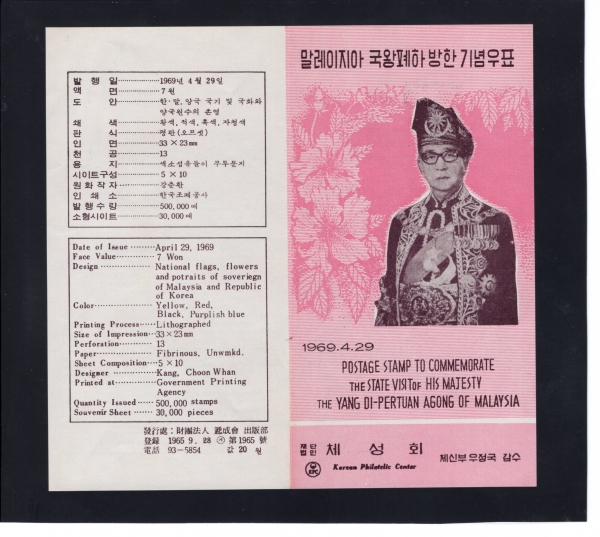 발행일 1969년 4월 29일
액면 7원
도안 한·말, 양국 국기 및 국화와
양국원수의 존영
쇄색 황색, 적색, 흑색, 자청색
판식 평판(오프셋)
인면 33×23㎜
천공 13
용지
시이트구성 5×10
원화작자 강춘환
인쇄소 한국조폐공사
발행수량 500,000매
소형시이트 30,000매
Date of Issue April 29, 1969
Face Value 7 Won
Design National flags, flowers
and potraits of soveriegn
of Malaysia and Republic
of Korea
Color Yellow, Red,
Black, Purplish blue
Printing Process Lithographed
Size of Impression 33×23㎜
Perforation 13
Paper Fibrinous, Unwmkd.
Sheet Composition 5×10
Designer Kang, Choon Whan
Printed at Government Printing
Agency
Quantity Issued 500,000 stamps
Souvenir Sheet 30,000 pieces
發行處:財團法人 遞成會 出版部
登錄 1965 9. 28 第1965號
電話 93-5854 값 20원
말레이지아 국왕폐하 방한 기념우표
1969.4.29
POSTAGE STAMP TO COMMEMORATE
THE STATE VISIT OF HIS MAJESTY
THE YANG DI-PERTUAN AGONG OF MALAYSIA
재단법인 체성회
KPC Korean Philatelic Center 체신부 우정국 감수